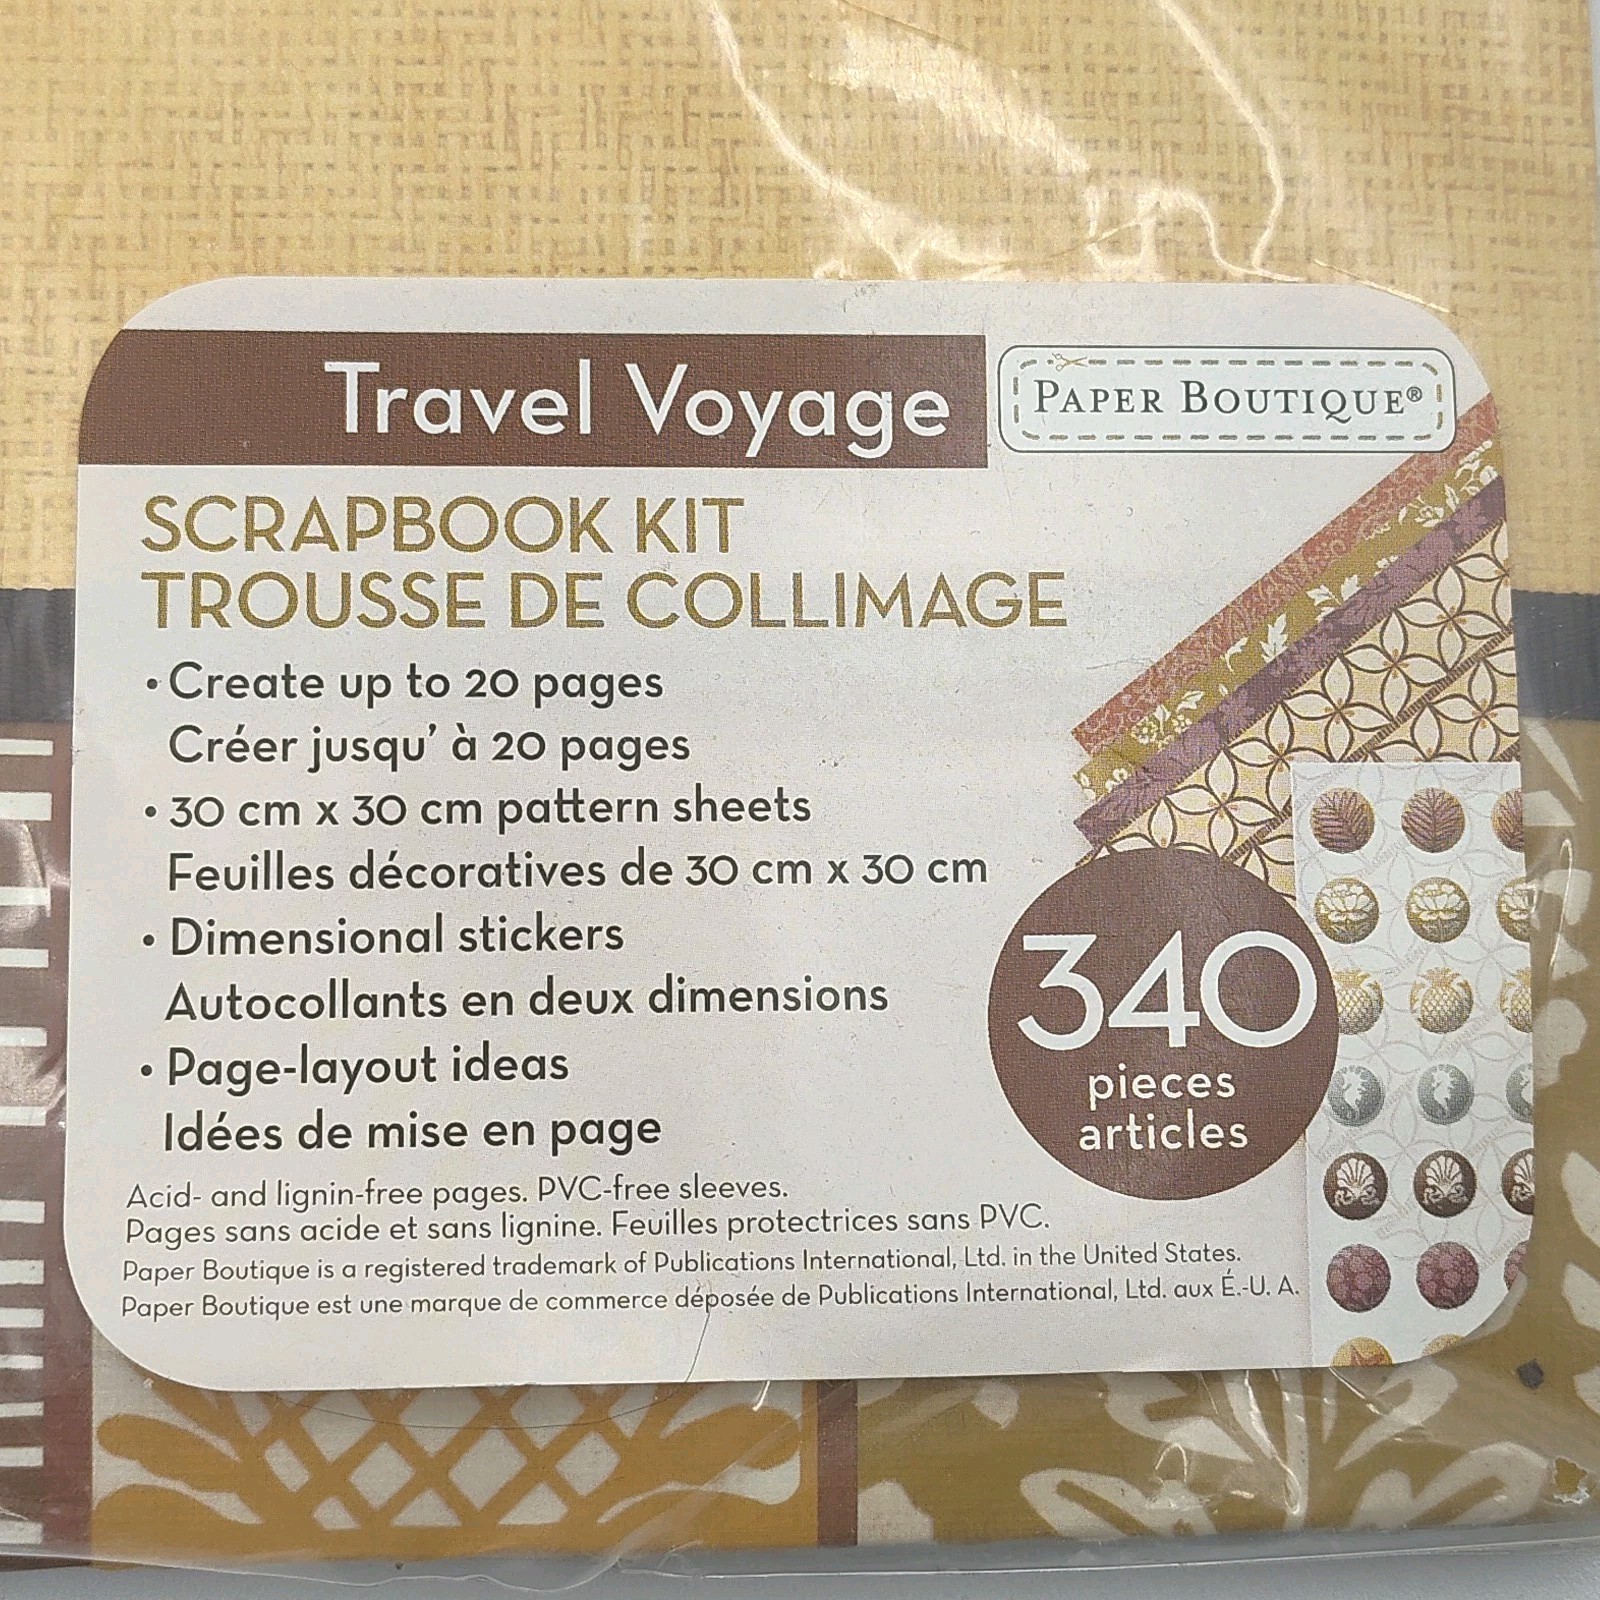 Travel Voyage
PAPER BOUTIQUE®
SCRAPBOOK KIT
TROUSSE DE COLLIMAGE
• Create up to 20 pages
Créer jusqu' à 20 pages
• 30 cm x 30 cm pattern sheets
Feuilles décoratives de 30 cm x 30 cm
• Dimensional stickers
Autocollants en deux dimensions
• Page-layout ideas
Idées de mise en page
340
pieces
articles
Acid- and lignin-free pages. PVC-free sleeves.
Pages sans acide et sans lignine. Feuilles protectrices sans PVC.
Paper Boutique is a registered trademark of Publications International, Ltd. in the United States.
Paper Boutique est une marque de commerce déposée de Publications International, Ltd. aux É.-U. A.